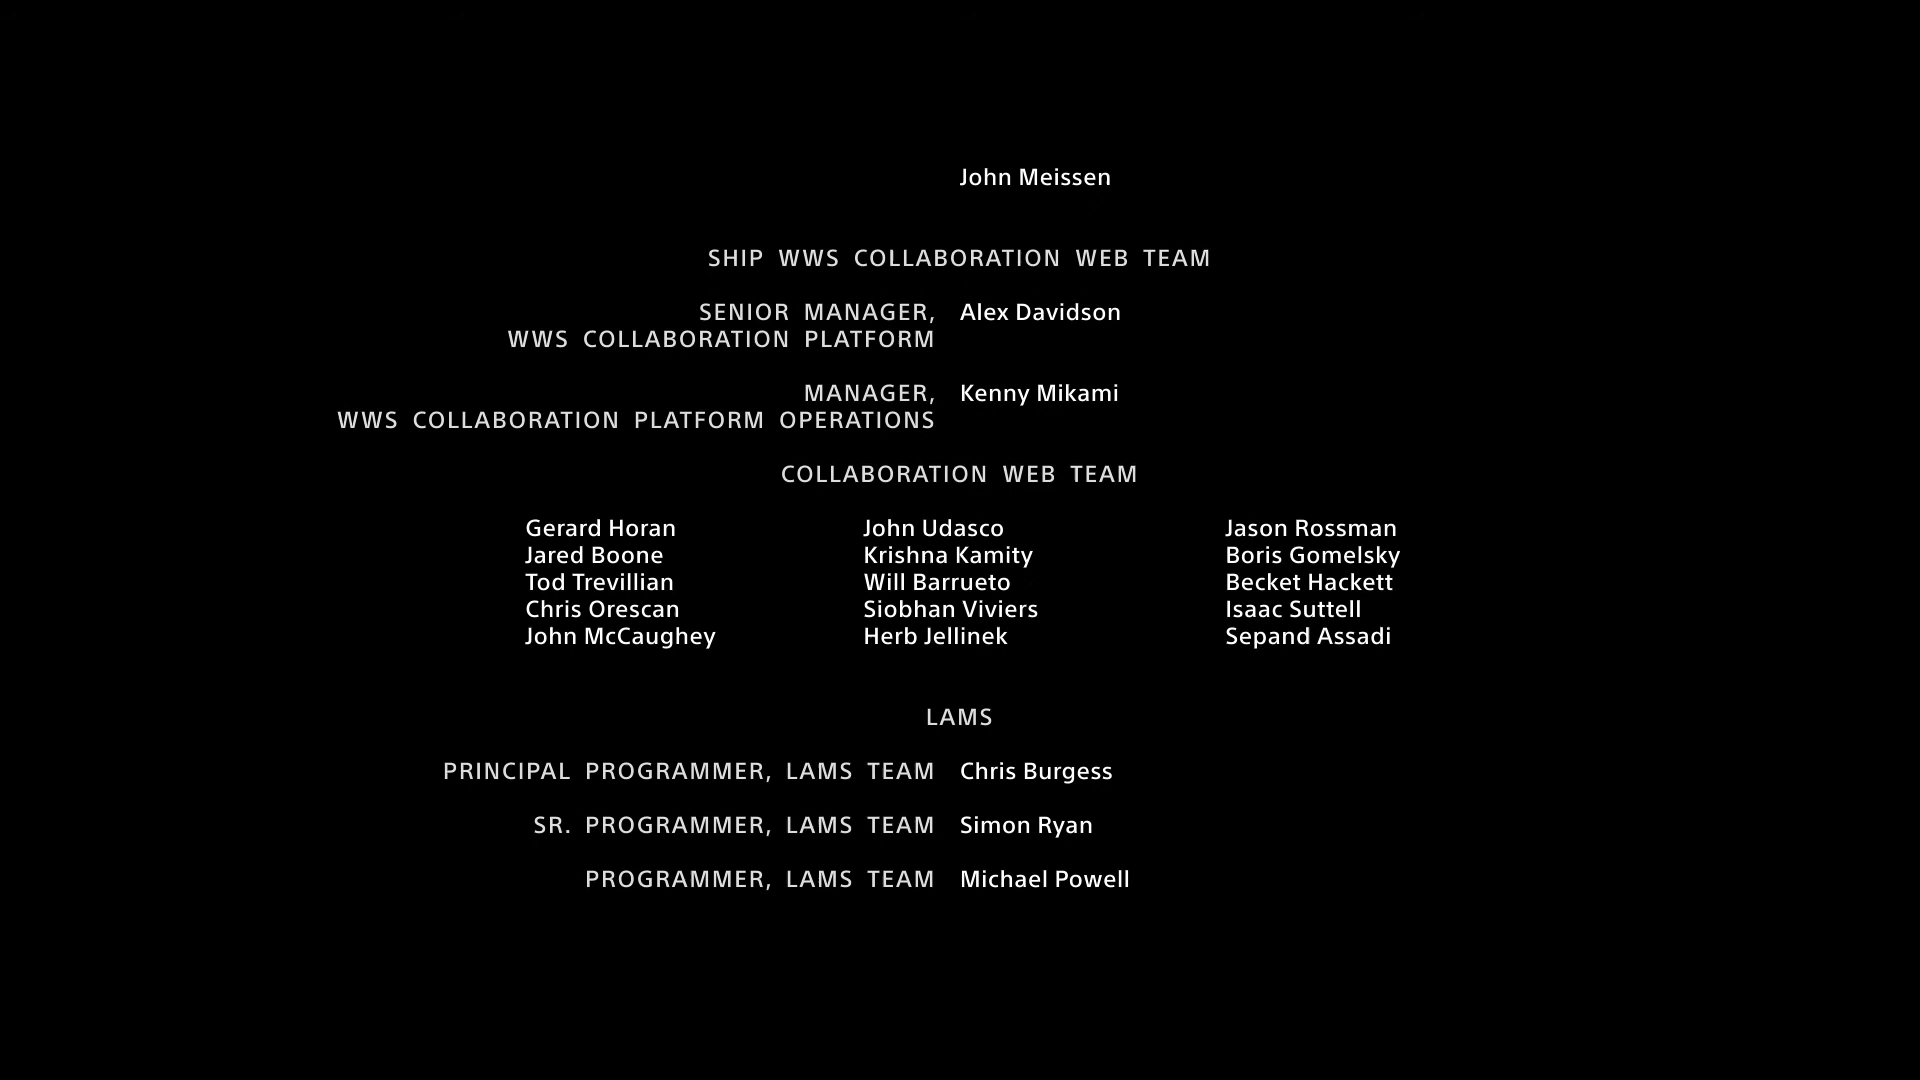 John Meissen
SHIP WWS COLLABORATION WEB TEAM
SENIOR MANAGER, Alex Davidson
WWS COLLABORATION PLATFORM
MANAGER, Kenny Mikami
WWS COLLABORATION PLATFORM OPERATIONS
COLLABORATION WEB TEAM
Gerard Horan John Udasco Jason Rossman
Jared Boone Krishna Kamity Boris Gomelsky
Tod Trevillian Will Barrueto Becket Hackett
Chris Orescan Siobhan Viviers Isaac Suttell
John McCaughey Herb Jellinek Sepand Assadi
LAMS
PRINCIPAL PROGRAMMER, LAMS TEAM Chris Burgess
SR. PROGRAMMER, LAMS TEAM Simon Ryan
PROGRAMMER, LAMS TEAM Michael Powell